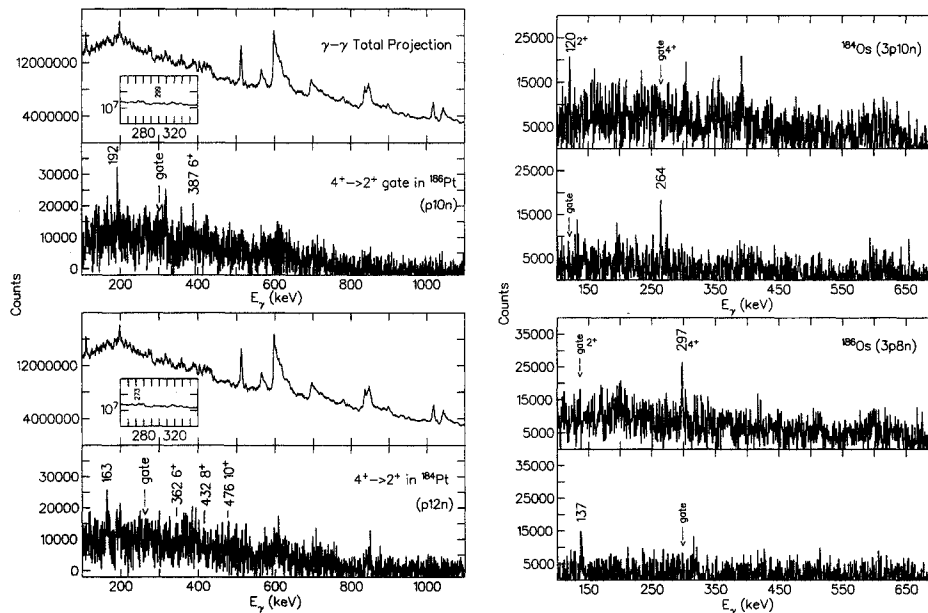 γ-γ Total Projection
12000000
4000000
10⁷
299
280 320
192
gate
387 6⁺
4⁺->2⁺ gate in ¹⁸⁶Pt
(p10n)
30000
20000
10000
0
200 400 600 800 1000
Eγ (keV)
Counts
12000000
4000000
10⁷
273
280 320
163
gate
362 6⁺
432 8⁺
476 10⁺
4⁺->2⁺ in ¹⁸⁴Pt
(p12n)
30000
20000
10000
0
200 400 600 800 1000
Eγ (keV)
25000
15000
5000
120 2⁺
gate 4⁺
¹⁸⁴Os (3p10n)
25000
15000
5000
gate
264
150 250 350 450 550 650
Eγ (keV)
Counts
35000
25000
15000
5000
gate 2⁺
297 4⁺
¹⁸⁶Os (3p8n)
35000
25000
15000
5000
137
gate
150 250 350 450 550 650
Eγ (keV)